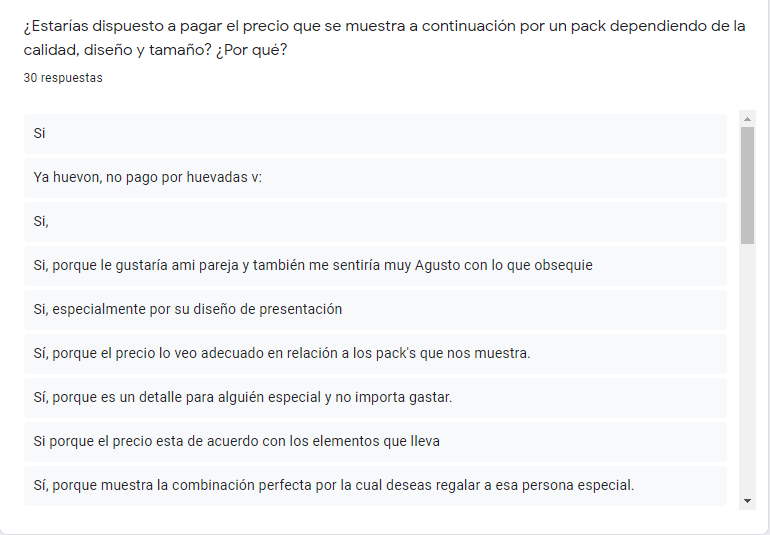 ¿Estarías dispuesto a pagar el precio que se muestra a continuación por un pack dependiendo de la
calidad, diseño y tamaño? ¿Por qué?
30 respuestas
Si
Ya huevon, no pago por huevadas v:
Si,
Si, porque le gustaría ami pareja y también me sentiría muy Agusto con lo que obsequie
Si, especialmente por su diseño de presentación
Sí, porque el precio lo veo adecuado en relación a los pack's que nos muestra.
Sí, porque es un detalle para alguién especial y no importa gastar.
Si porque el precio esta de acuerdo con los elementos que lleva
Sí, porque muestra la combinación perfecta por la cual deseas regalar a esa persona especial.